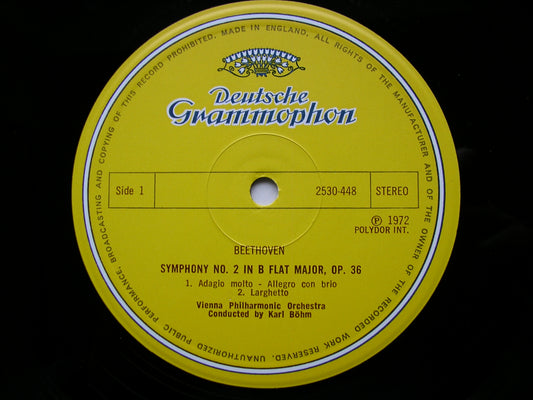 Deutsche
Grammophon
Side 1
2530-448
STEREO
Ⓟ 1972
POLYDOR INT.
BEETHOVEN
SYMPHONY NO. 2 IN B FLAT MAJOR, OP. 36
1. Adagio molto - Allegro con brio
2. Larghetto
Vienna Philharmonic Orchestra
Conducted by Karl Böhm
MADE IN ENGLAND. ALL RIGHTS OF THE MANUFACTURER AND OF THE OWNER OF THE RECORDED WORK RESERVED. UNAUTHORIZED PUBLIC PERFORMANCE, BROADCASTING AND COPYING OF THIS RECORD PROHIBITED.